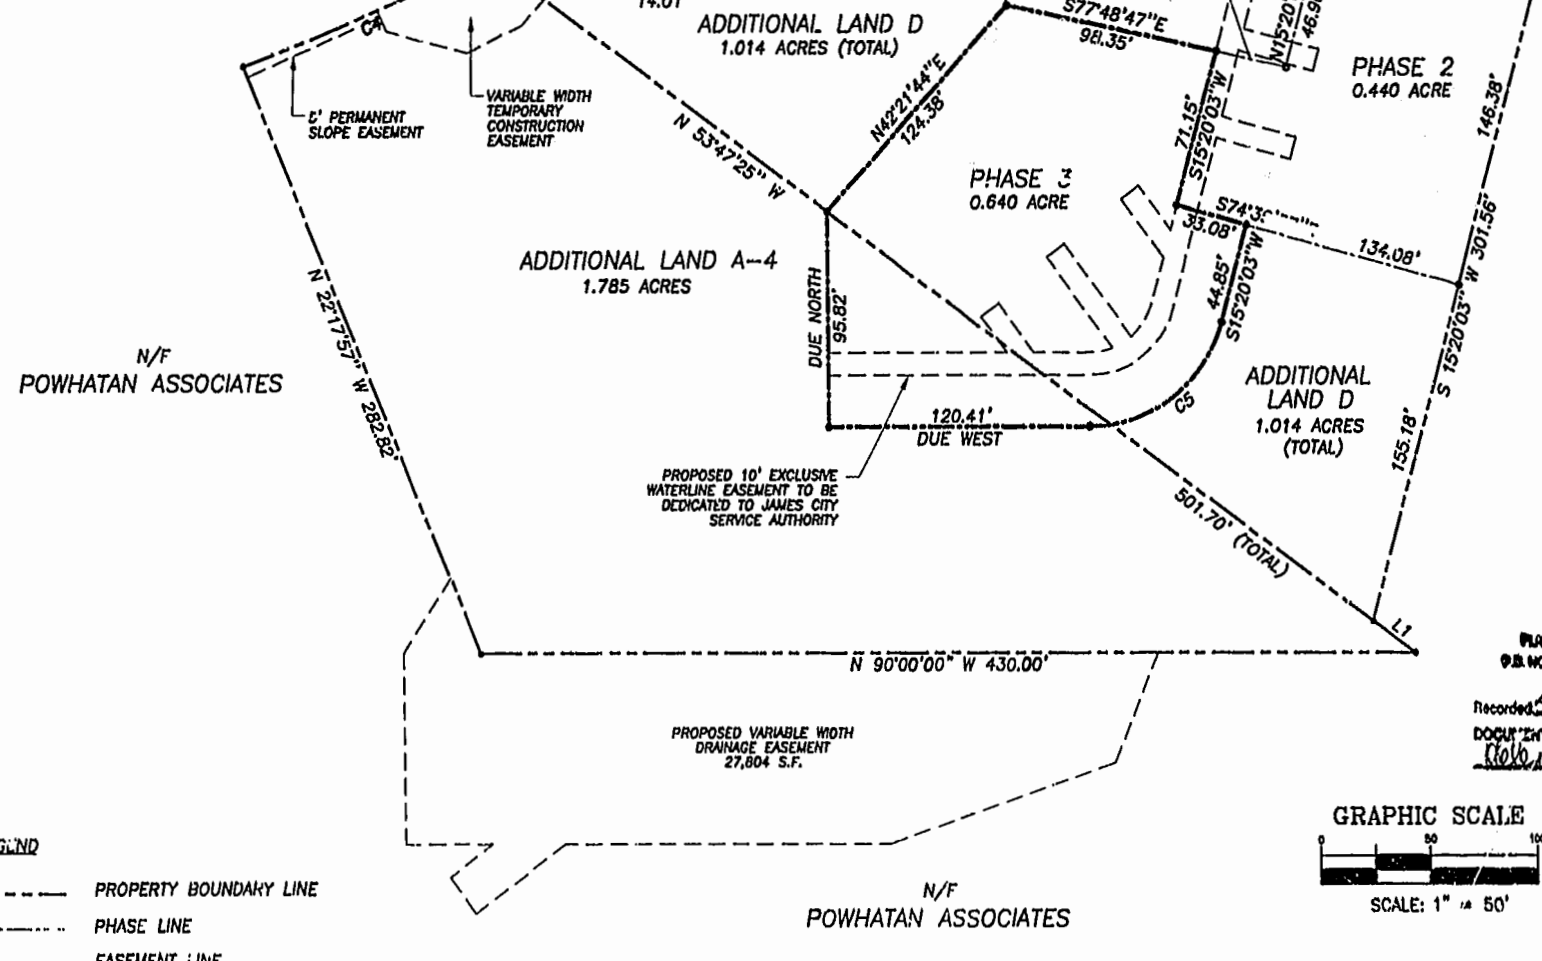 14.01'
ADDITIONAL LAND D
1.014 ACRES (TOTAL)
S77°48'47"E
98.35'
46.9
PHASE 2
0.440 ACRE
146.38'
5' PERMANENT
SLOPE EASEMENT
VARIABLE WIDTH
TEMPORARY
CONSTRUCTION
EASEMENT
N 53°47'25" W
N42°21'44"E
124.38'
71.15'
S15°20'03"W
PHASE 3
0.640 ACRE
33.08'
134.08'
S 15°20'03" W 301.56'
ADDITIONAL LAND A-4
1.785 ACRES
DUE NORTH
95.82'
44.85'
S15°20'03"W
N 22°17'57" W 282.82'
N/F
POWHATAN ASSOCIATES
ADDITIONAL
LAND D
1.014 ACRES
(TOTAL)
C5
155.18'
120.41'
DUE WEST
PROPOSED 10' EXCLUSIVE
WATERLINE EASEMENT TO BE
DEDICATED TO JAMES CITY
SERVICE AUTHORITY
501.70' (TOTAL)
L1
N 90°00'00" W 430.00'
Recorded
PROPOSED VARIABLE WIDTH
DRAINAGE EASEMENT
27,804 S.F.
GRAPHIC SCALE
0 50 100
SCALE: 1" = 50'
PROPERTY BOUNDARY LINE
PHASE LINE
EASEMENT LINE
N/F
POWHATAN ASSOCIATES